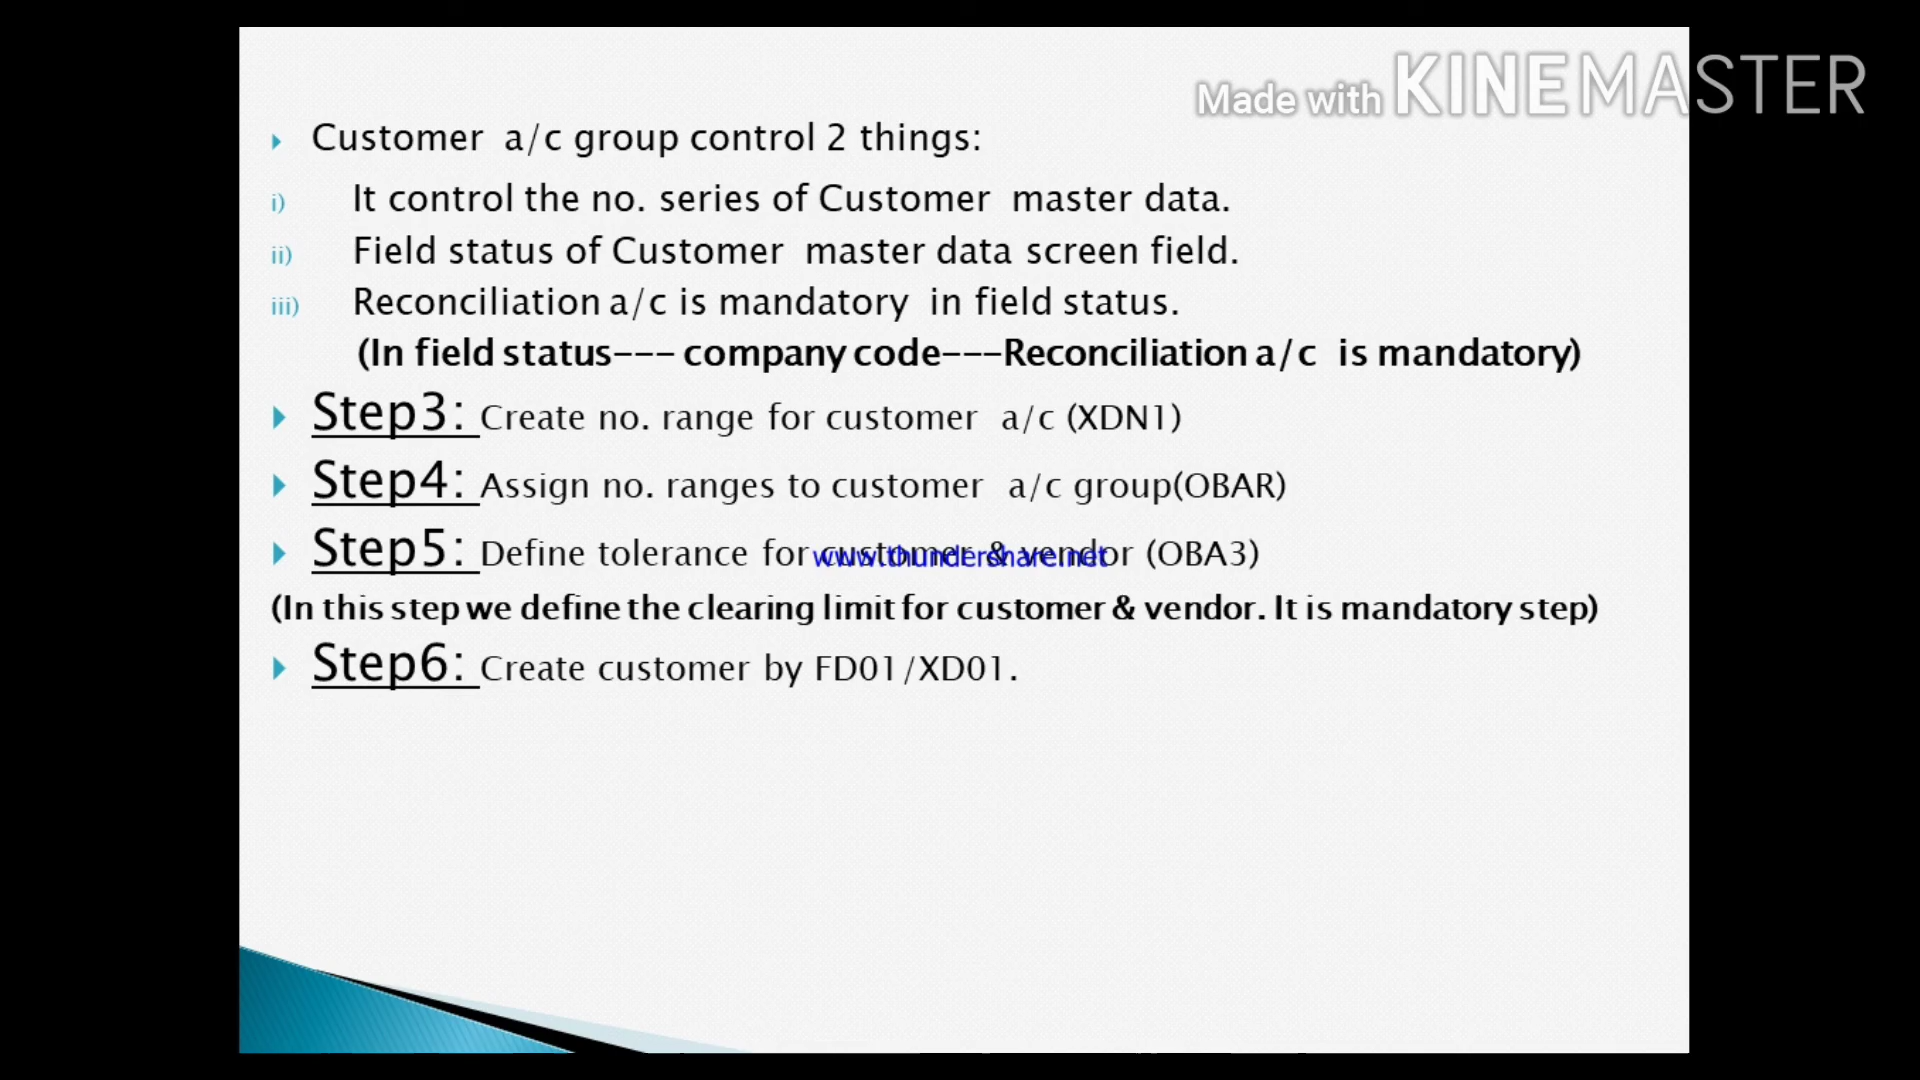 Made with KINEMASTER
Customer a/c group control 2 things:
i) It control the no. series of Customer master data.
ii) Field status of Customer master data screen field.
iii) Reconciliation a/c is mandatory in field status.
(In field status--- company code---Reconciliation a/c is mandatory)
Step3: Create no. range for customer a/c (XDN1)
Step4: Assign no. ranges to customer a/c group(OBAR)
Step5: Define tolerance for customer & vendor (OBA3)
www.thundershare.net
(In this step we define the clearing limit for customer & vendor. It is mandatory step)
Step6: Create customer by FD01/XD01.